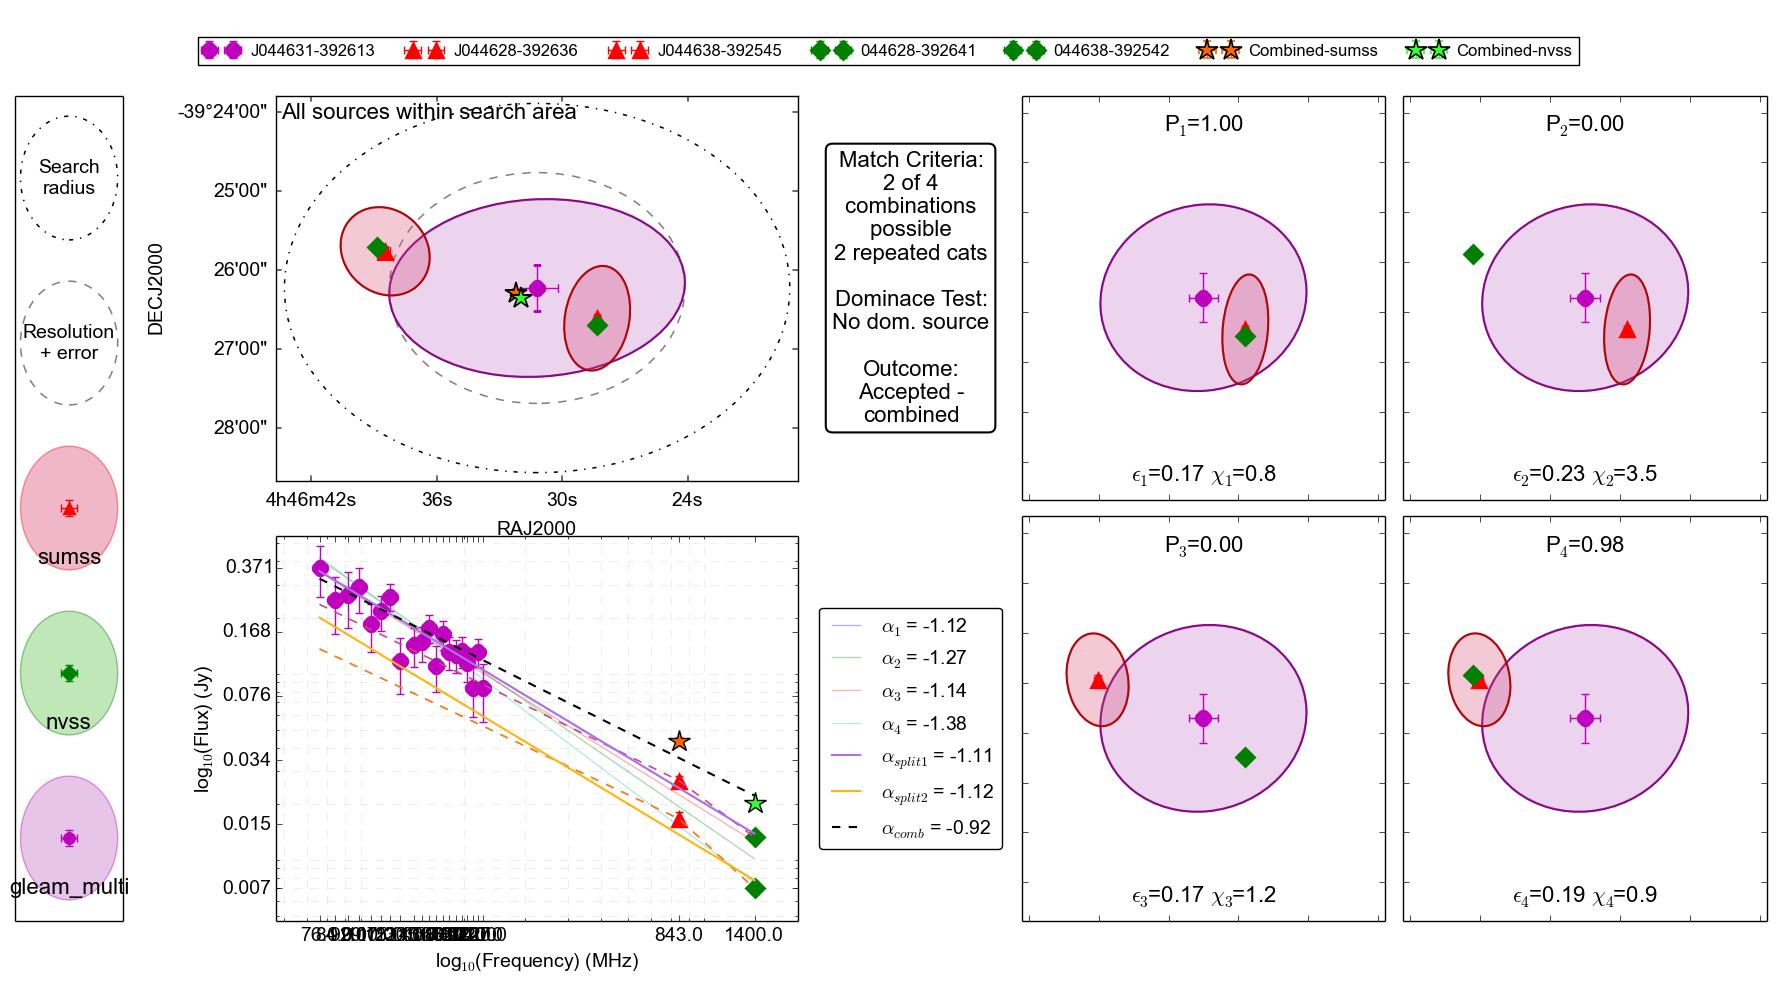 J044631-392613 J044628-392636 J044638-392545 044628-392641 044638-392542 Combined-sumss Combined-nvss
Search
radius
Resolution
+ error
sumss
nvss
gleam_multi
All sources within search area
-39°24'00"
25'00"
26'00"
27'00"
28'00"
DECJ2000
4h46m42s 36s 30s 24s
RAJ2000
Match Criteria:
2 of 4
combinations
possible
2 repeated cats
Dominace Test:
No dom. source
Outcome:
Accepted -
combined
P1=1.00
ϵ1=0.17 χ1=0.8
P2=0.00
ϵ2=0.23 χ2=3.5
0.371
0.168
0.076
0.034
0.015
0.007
log10(Flux) (Jy)
843.0 1400.0
log10(Frequency) (MHz)
α1 = -1.12
α2 = -1.27
α3 = -1.14
α4 = -1.38
αsplit1 = -1.11
αsplit2 = -1.12
αcomb = -0.92
P3=0.00
ϵ3=0.17 χ3=1.2
P4=0.98
ϵ4=0.19 χ4=0.9